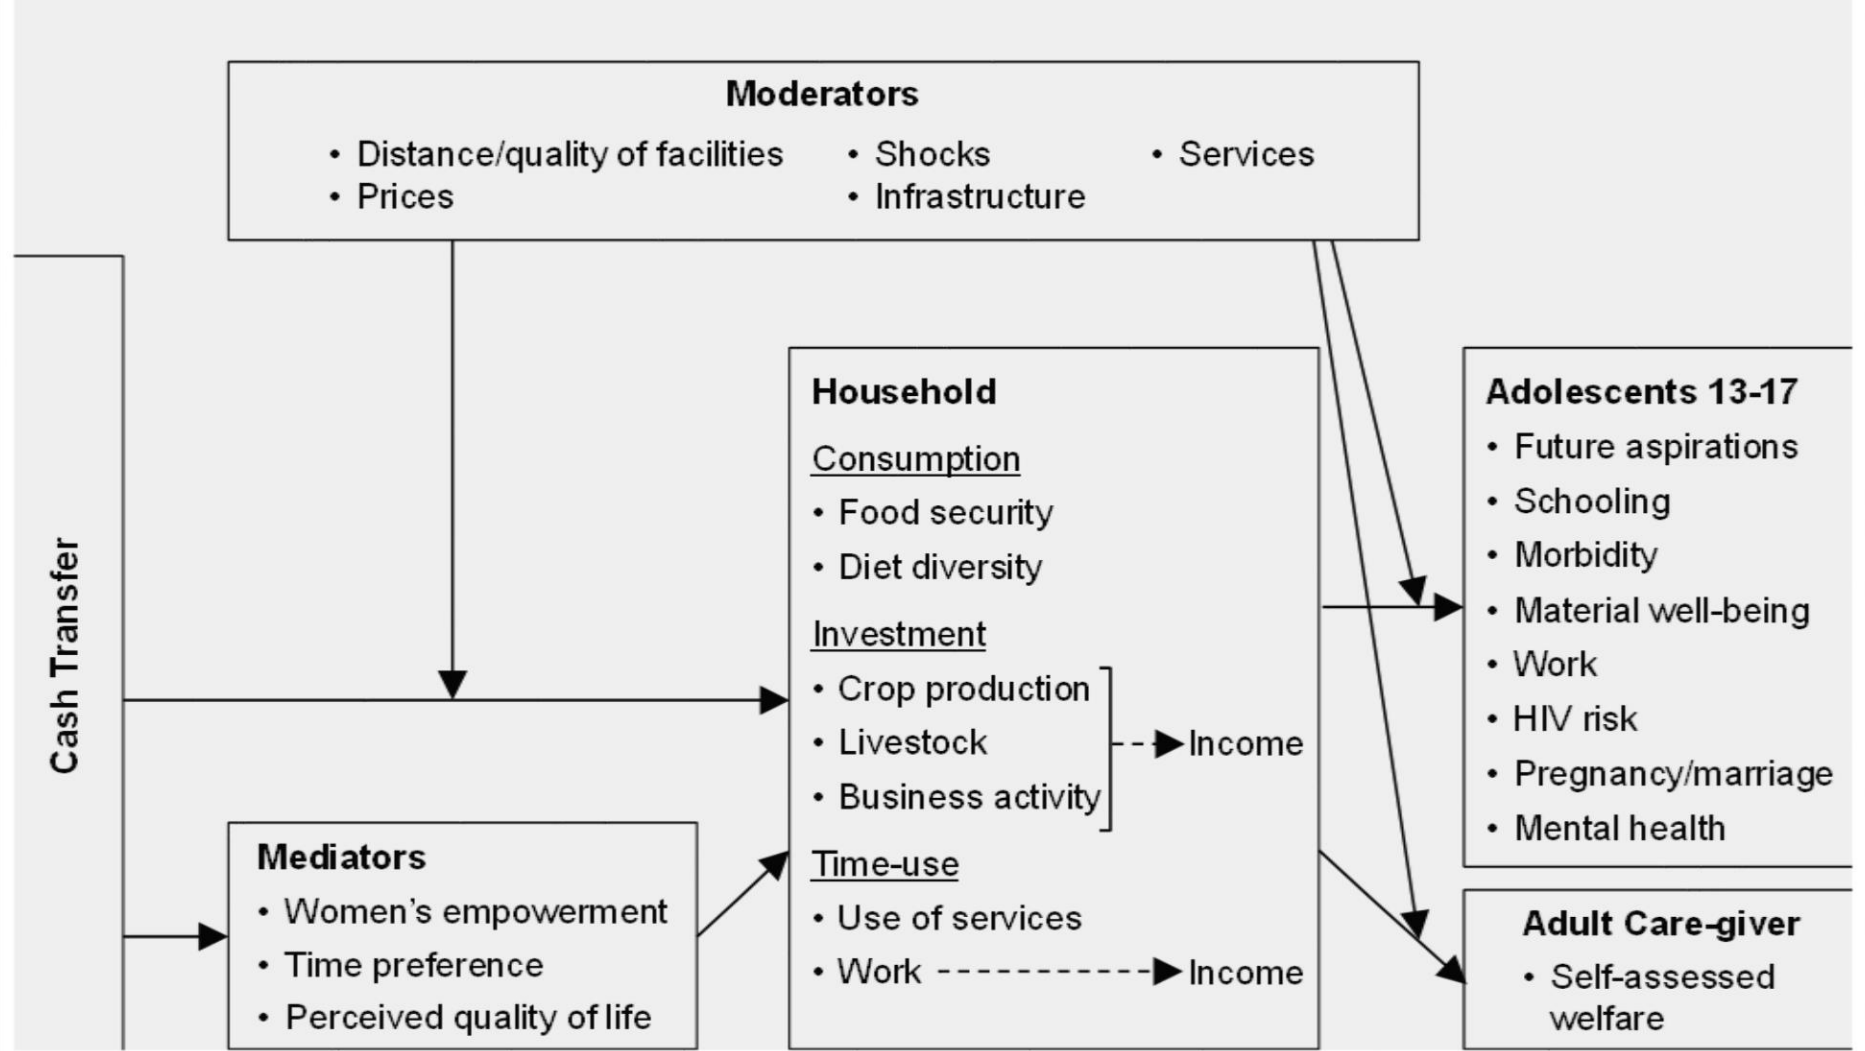 Moderators
• Distance/quality of facilities
• Prices
• Shocks
• Infrastructure
• Services
Cash Transfer
Mediators
• Women’s empowerment
• Time preference
• Perceived quality of life
Household
Consumption
• Food security
• Diet diversity
Investment
• Crop production
• Livestock
• Business activity
Income
Time-use
• Use of services
• Work
Income
Adolescents 13-17
• Future aspirations
• Schooling
• Morbidity
• Material well-being
• Work
• HIV risk
• Pregnancy/marriage
• Mental health
Adult Care-giver
• Self-assessed
welfare